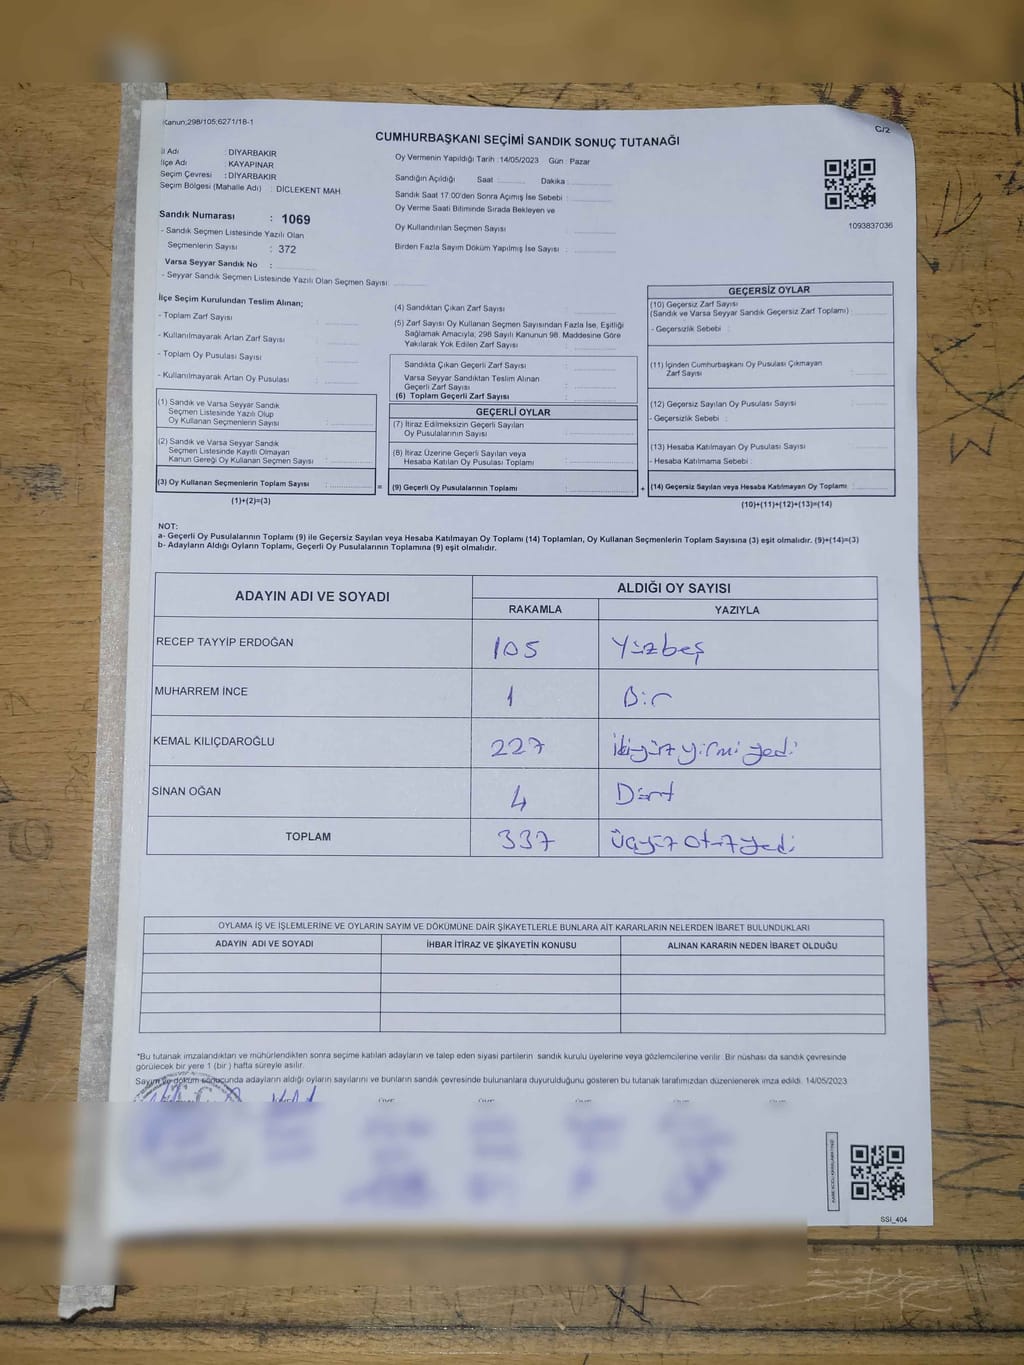 Kanun;298/105;6271/18-1
C/2
CUMHURBAŞKANI SEÇİMİ SANDIK SONUÇ TUTANAĞI
İl Adı : DİYARBAKIR
İlçe Adı : KAYAPINAR
Seçim Çevresi : DİYARBAKIR
Seçim Bölgesi (Mahalle Adı) : DİCLEKENT MAH
Sandık Numarası : 1069
- Sandık Seçmen Listesinde Yazılı Olan
Seçmenlerin Sayısı : 372
Varsa Seyyar Sandık No :
- Seyyar Sandık Seçmen Listesinde Yazılı Olan Seçmen Sayısı:
Oy Vermenin Yapıldığı Tarih :14/05/2023 Gün : Pazar
Sandığın Açıldığı Saat : Dakika :
Sandık Saat 17.00'den Sonra Açımış İse Sebebi :
Oy Verme Saati Bitiminde Sırada Bekleyen ve
Oy Kullandırılan Seçmen Sayısı :
Birden Fazla Sayım Döküm Yapılmış İse Sayısı :
1093837036
İlçe Seçim Kurulundan Teslim Alınan;
- Toplam Zarf Sayısı :
- Kullanılmayarak Artan Zarf Sayısı :
- Toplam Oy Pusulası Sayısı :
- Kullanılmayarak Artan Oy Pusulası :
(1) Sandık ve Varsa Seyyar Sandık
Seçmen Listesinde Yazılı Olup
Oy Kullanan Seçmenlerin Sayısı :
(2) Sandık ve Varsa Seyyar Sandık
Seçmen Listesinde Kayıtlı Olmayan
Kanun Gereği Oy Kullanan Seçmen Sayısı :
(3) Oy Kullanan Seçmenlerin Toplam Sayısı :
(1)+(2)=(3)
=
(4) Sandıktan Çıkan Zarf Sayısı :
(5) Zarf Sayısı Oy Kullanan Seçmen Sayısından Fazla İse, Eşitliği
Sağlamak Amacıyla; 298 Sayılı Kanunun 98. Maddesine Göre
Yakılarak Yok Edilen Zarf Sayısı :
Sandıkta Çıkan Geçerli Zarf Sayısı :
Varsa Seyyar Sandıktan Teslim Alınan
Geçerli Zarf Sayısı :
(6) Toplam Geçerli Zarf Sayısı :
GEÇERLİ OYLAR
(7) İtiraz Edilmeksizin Geçerli Sayılan
Oy Pusulalarının Sayısı :
(8) İtiraz Üzerine Geçerli Sayılan veya
Hesaba Katılan Oy Pusulası Toplamı :
(9) Geçerli Oy Pusulalarının Toplamı :
+
GEÇERSİZ OYLAR
(10) Geçersiz Zarf Sayısı
(Sandık ve Varsa Seyyar Sandık Geçersiz Zarf Toplamı) :
- Geçersizlik Sebebi :
(11) İçinden Cumhurbaşkanı Oy Pusulası Çıkmayan
Zarf Sayısı :
(12) Geçersiz Sayılan Oy Pusulası Sayısı :
- Geçersizlik Sebebi :
(13) Hesaba Katılmayan Oy Pusulası Sayısı :
- Hesaba Katılmama Sebebi :
(14) Geçersiz Sayılan veya Hesaba Katılmayan Oy Toplamı :
(10)+(11)+(12)+(13)=(14)
NOT:
a- Geçerli Oy Pusulalarının Toplamı (9) ile Geçersiz Sayılan veya Hesaba Katılmayan Oy Toplamı (14) Toplamları, Oy Kullanan Seçmenlerin Toplam Sayısına (3) eşit olmalıdır. (9)+(14)=(3)
b- Adayların Aldığı Oyların Toplamı, Geçerli Oy Pusulalarının Toplamına (9) eşit olmalıdır.
ADAYIN ADI VE SOYADI ALDIĞI OY SAYISI
RAKAMLA YAZIYLA
RECEP TAYYİP ERDOĞAN 105 Yüzbeş
MUHARREM İNCE 1 Bir
KEMAL KILIÇDAROĞLU 227 İkiyüz yirmi yedi
SİNAN OĞAN 4 Dört
TOPLAM 337 Üçyüz otuz yedi
OYLAMA İŞ VE İŞLEMLERİNE VE OYLARIN SAYIM VE DÖKÜMÜNE DAİR ŞİKAYETLERLE BUNLARA AİT KARARLARIN NELERDEN İBARET BULUNDUKLARI
ADAYIN ADI VE SOYADI İHBAR İTİRAZ VE ŞİKAYETİN KONUSU ALINAN KARARIN NEDEN İBARET OLDUĞU
*Bu tutanak imzalandıktan ve mühürlendikten sonra seçime katılan adayların ve talep eden siyasi partilerin sandık kurulu üyelerine veya gözlemcilerine verilir. Bir nüshası da sandık çevresinde
görülecek bir yere 1 (bir ) hafta süreyle asılır.
Sayım ve döküm sonucunda adayların aldığı oyların sayılarını ve bunların sandık çevresinde bulunanlara duyurulduğunu gösteren bu tutanak tarafımızdan düzenlenerek imza edildi. 14/05/2023
SSİ_404